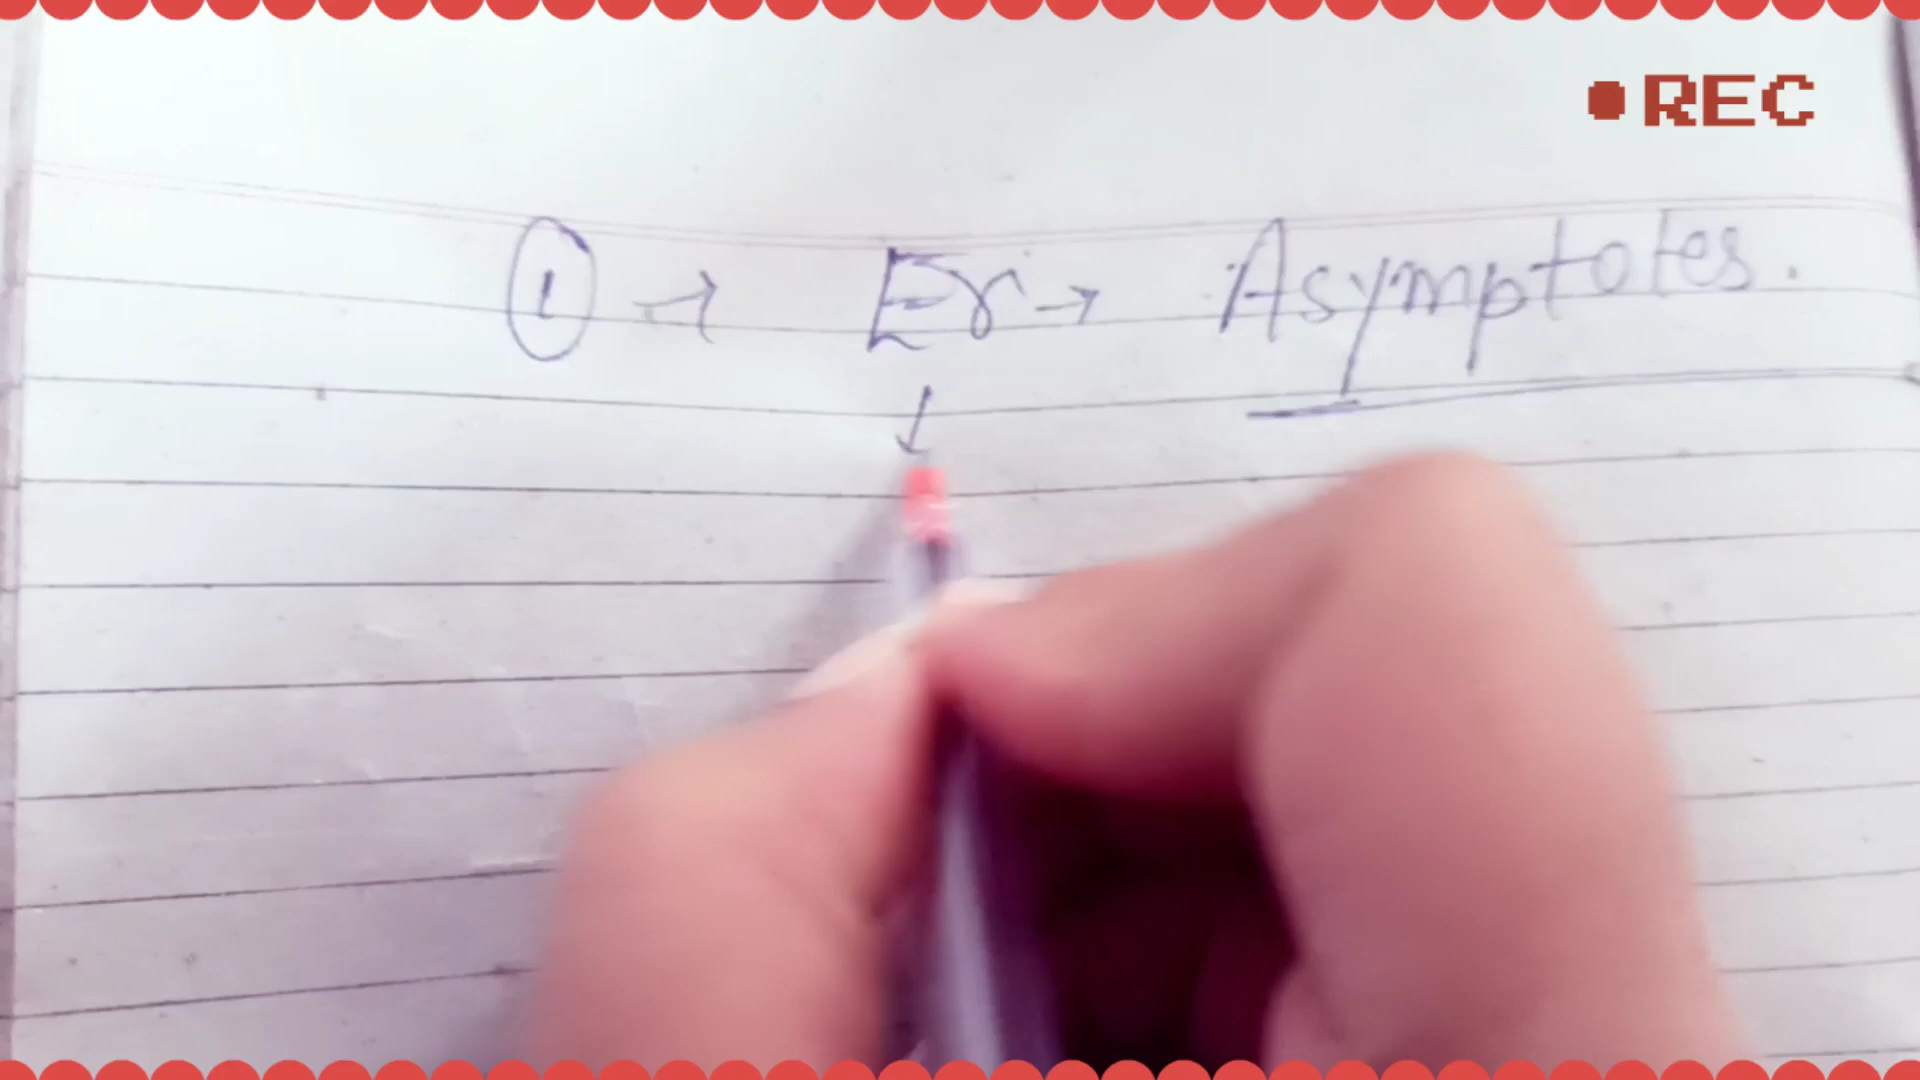 REC
① → Er → Asymptotes.
↓